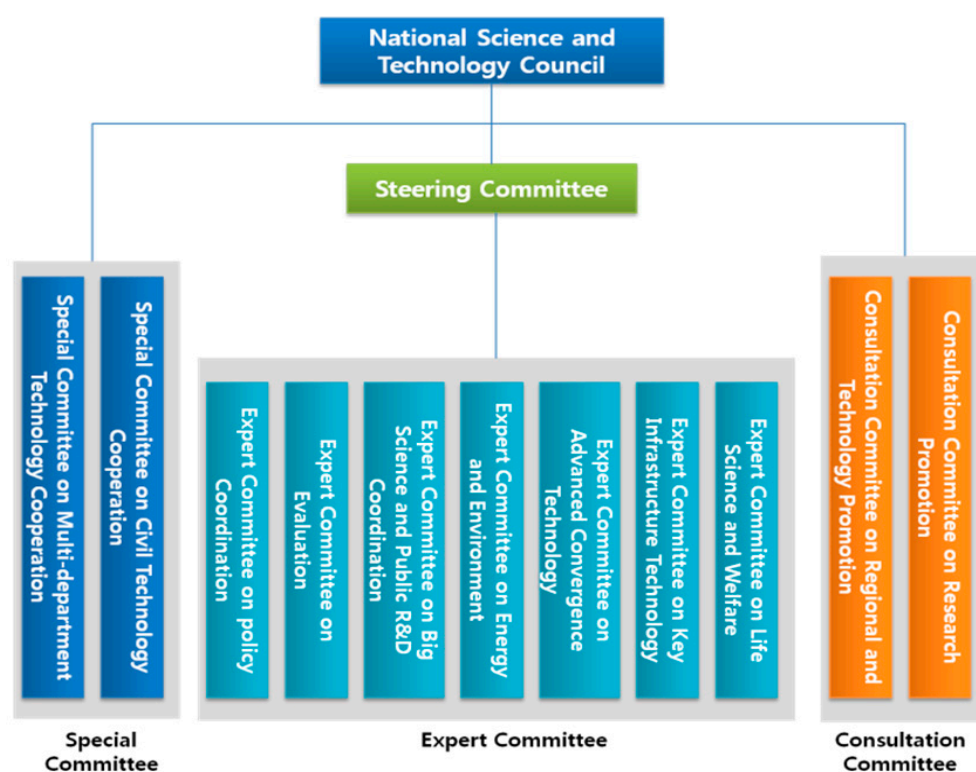 National Science and
Technology Council
Steering Committee
Special Committee on Multi-department
Technology Cooperation
Special Committee on Civil Technology
Cooperation
Expert Committee on policy
Coordination
Expert Committee on
Evaluation
Expert Committee on Big
Science and Public R&D
Coordination
Expert Committee on Energy
and Environment
Expert Committee on
Advanced Convergence
Technology
Expert Committee on Key
Infrastructure Technology
Expert Committee on Life
Science and Welfare
Consultation Committee on Regional and
Technology Promotion
Consultation Committee on Research
Promotion
Special
Committee
Expert Committee
Consultation
Committee